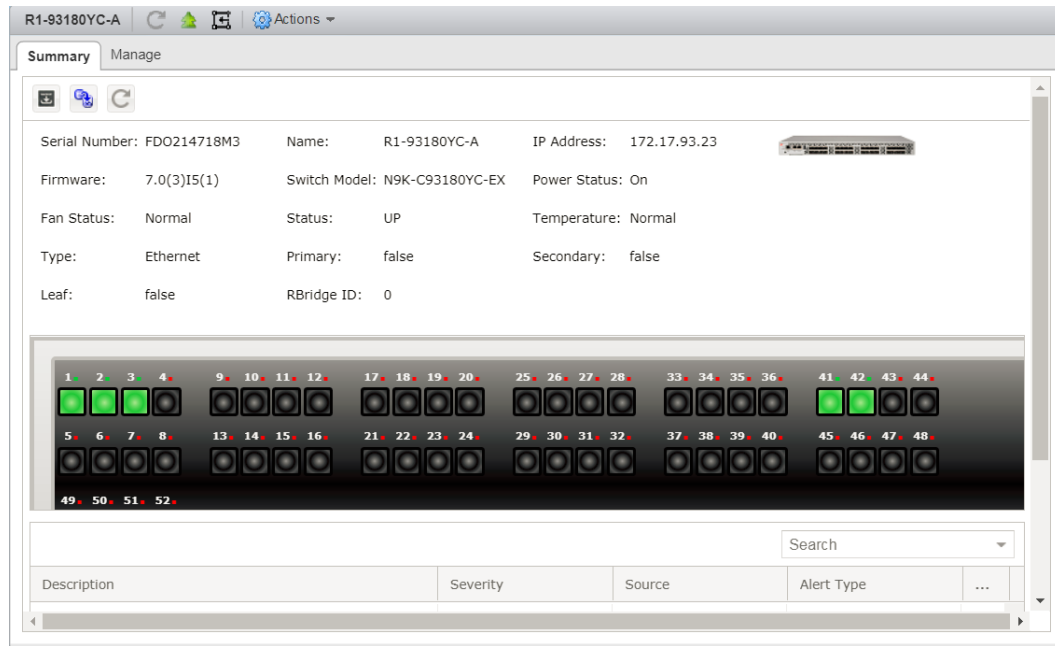 R1-93180YC-A Actions
Summary Manage
Serial Number: FDO214718M3 Name: R1-93180YC-A IP Address: 172.17.93.23
Firmware: 7.0(3)I5(1) Switch Model: N9K-C93180YC-EX Power Status: On
Fan Status: Normal Status: UP Temperature: Normal
Type: Ethernet Primary: false Secondary: false
Leaf: false RBridge ID: 0
1 2 3 4 9 10 11 12 17 18 19 20 25 26 27 28 33 34 35 36 41 42 43 44
5 6 7 8 13 14 15 16 21 22 23 24 29 30 31 32 37 38 39 40 45 46 47 48
49 50 51 52
Search
Description Severity Source Alert Type ...